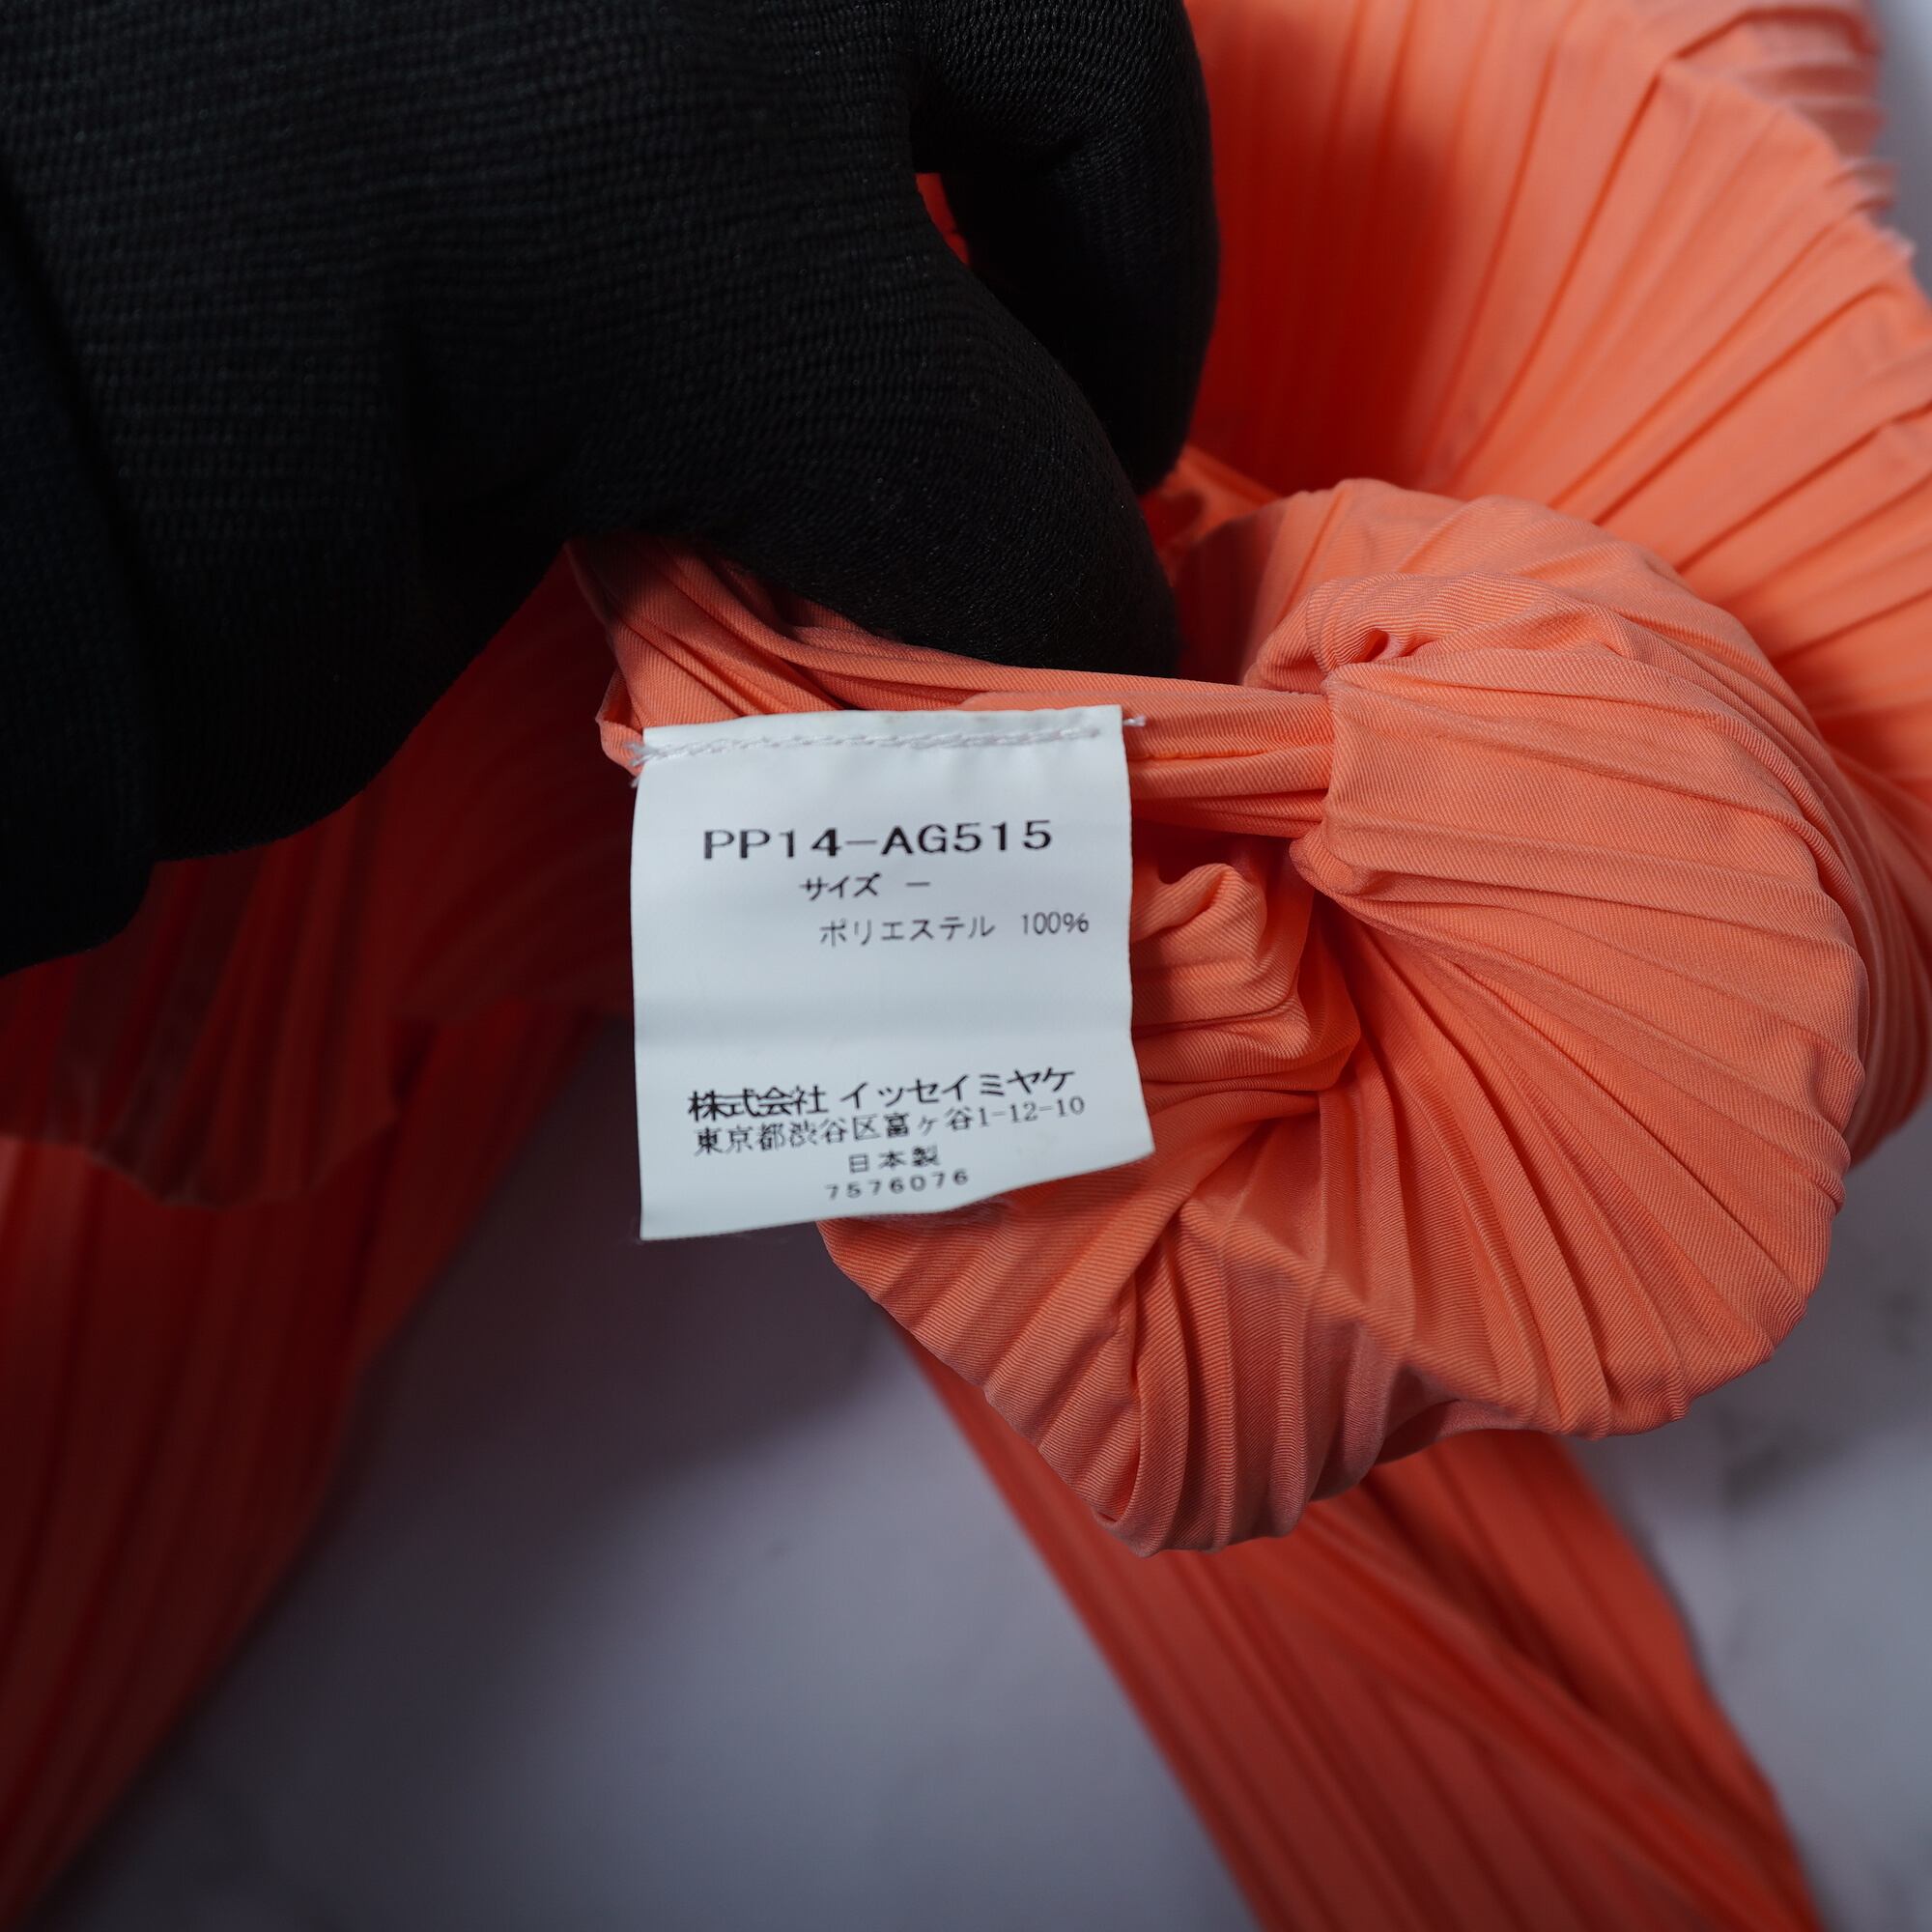 PP14-AG515
サイズ ー
ポリエステル 100%
株式会社 イッセイミヤケ
東京都渋谷区富ヶ谷1-12-10
日本製
7576076